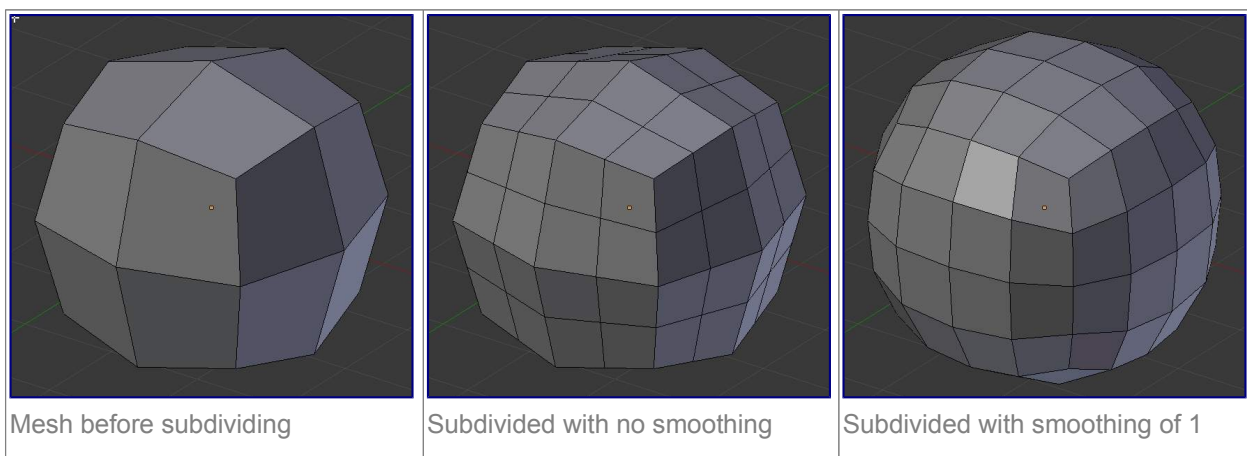 Mesh before subdividing
Subdivided with no smoothing
Subdivided with smoothing of 1